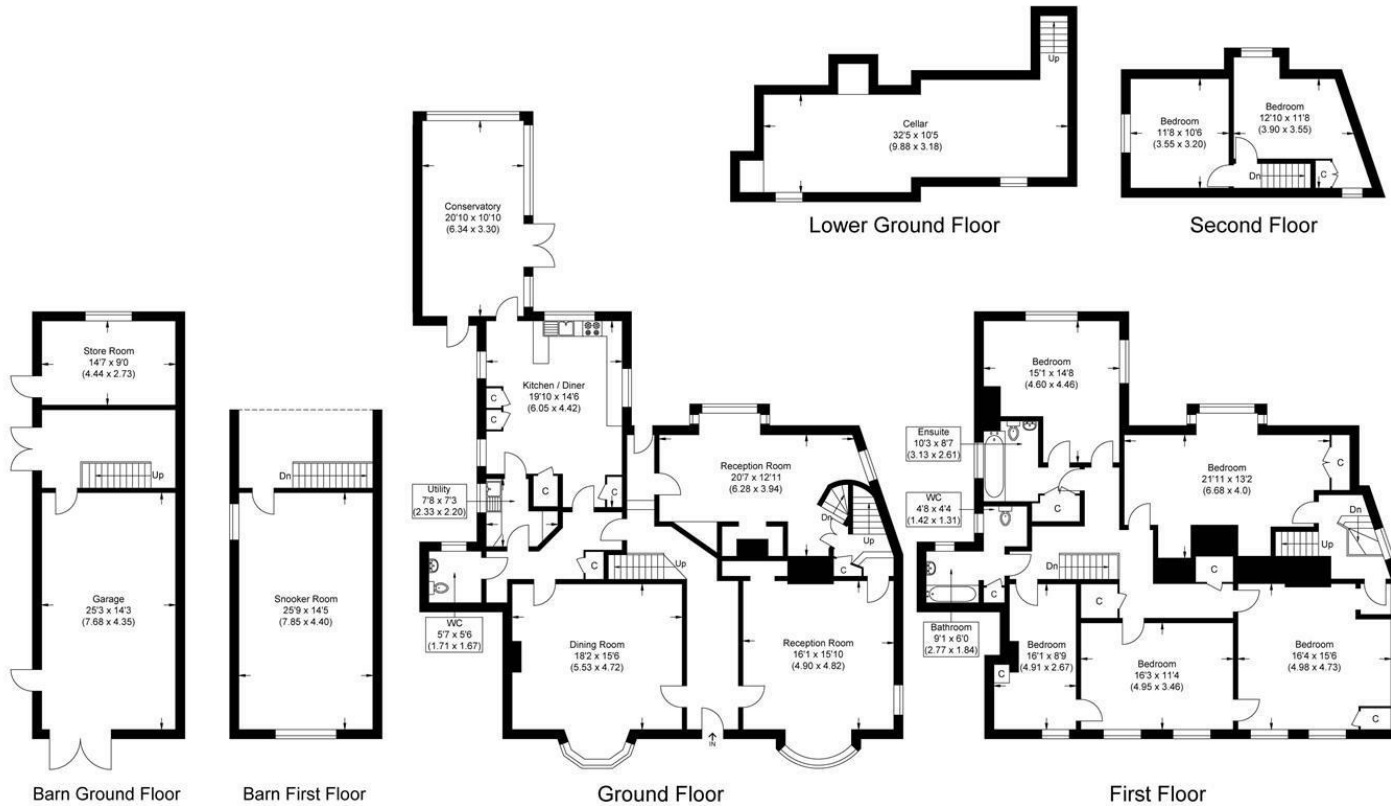 Cellar
32'5 x 10'5
(9.88 x 3.18)
Up
Lower Ground Floor
Bedroom
11'8 x 10'6
(3.55 x 3.20)
Bedroom
12'10 x 11'8
(3.90 x 3.55)
Dn
C
Second Floor
Store Room
14'7 x 9'0
(4.44 x 2.73)
Up
Garage
25'3 x 14'3
(7.68 x 4.35)
Barn Ground Floor
Dn
Snooker Room
25'9 x 14'5
(7.85 x 4.40)
Barn First Floor
Conservatory
20'10 x 10'10
(6.34 x 3.30)
Kitchen / Diner
19'10 x 14'6
(6.05 x 4.42)
C
C
Utility
7'8 x 7'3
(2.33 x 2.20)
C
C
Reception Room
20'7 x 12'11
(6.28 x 3.94)
Dn
Up
C
C
Up
WC
5'7 x 5'6
(1.71 x 1.67)
Dining Room
18'2 x 15'6
(5.53 x 4.72)
Reception Room
16'1 x 15'10
(4.90 x 4.82)
IN
Ground Floor
Bedroom
15'1 x 14'8
(4.60 x 4.46)
Ensuite
10'3 x 8'7
(3.13 x 2.61)
WC
4'8 x 4'4
(1.42 x 1.31)
C
Bedroom
21'11 x 13'2
(6.68 x 4.0)
C
Dn
Up
Dn
C
C
C
Bathroom
9'1 x 6'0
(2.77 x 1.84)
Bedroom
16'1 x 8'9
(4.91 x 2.67)
C
Bedroom
16'3 x 11'4
(4.95 x 3.46)
Bedroom
16'4 x 15'6
(4.98 x 4.73)
C
First Floor